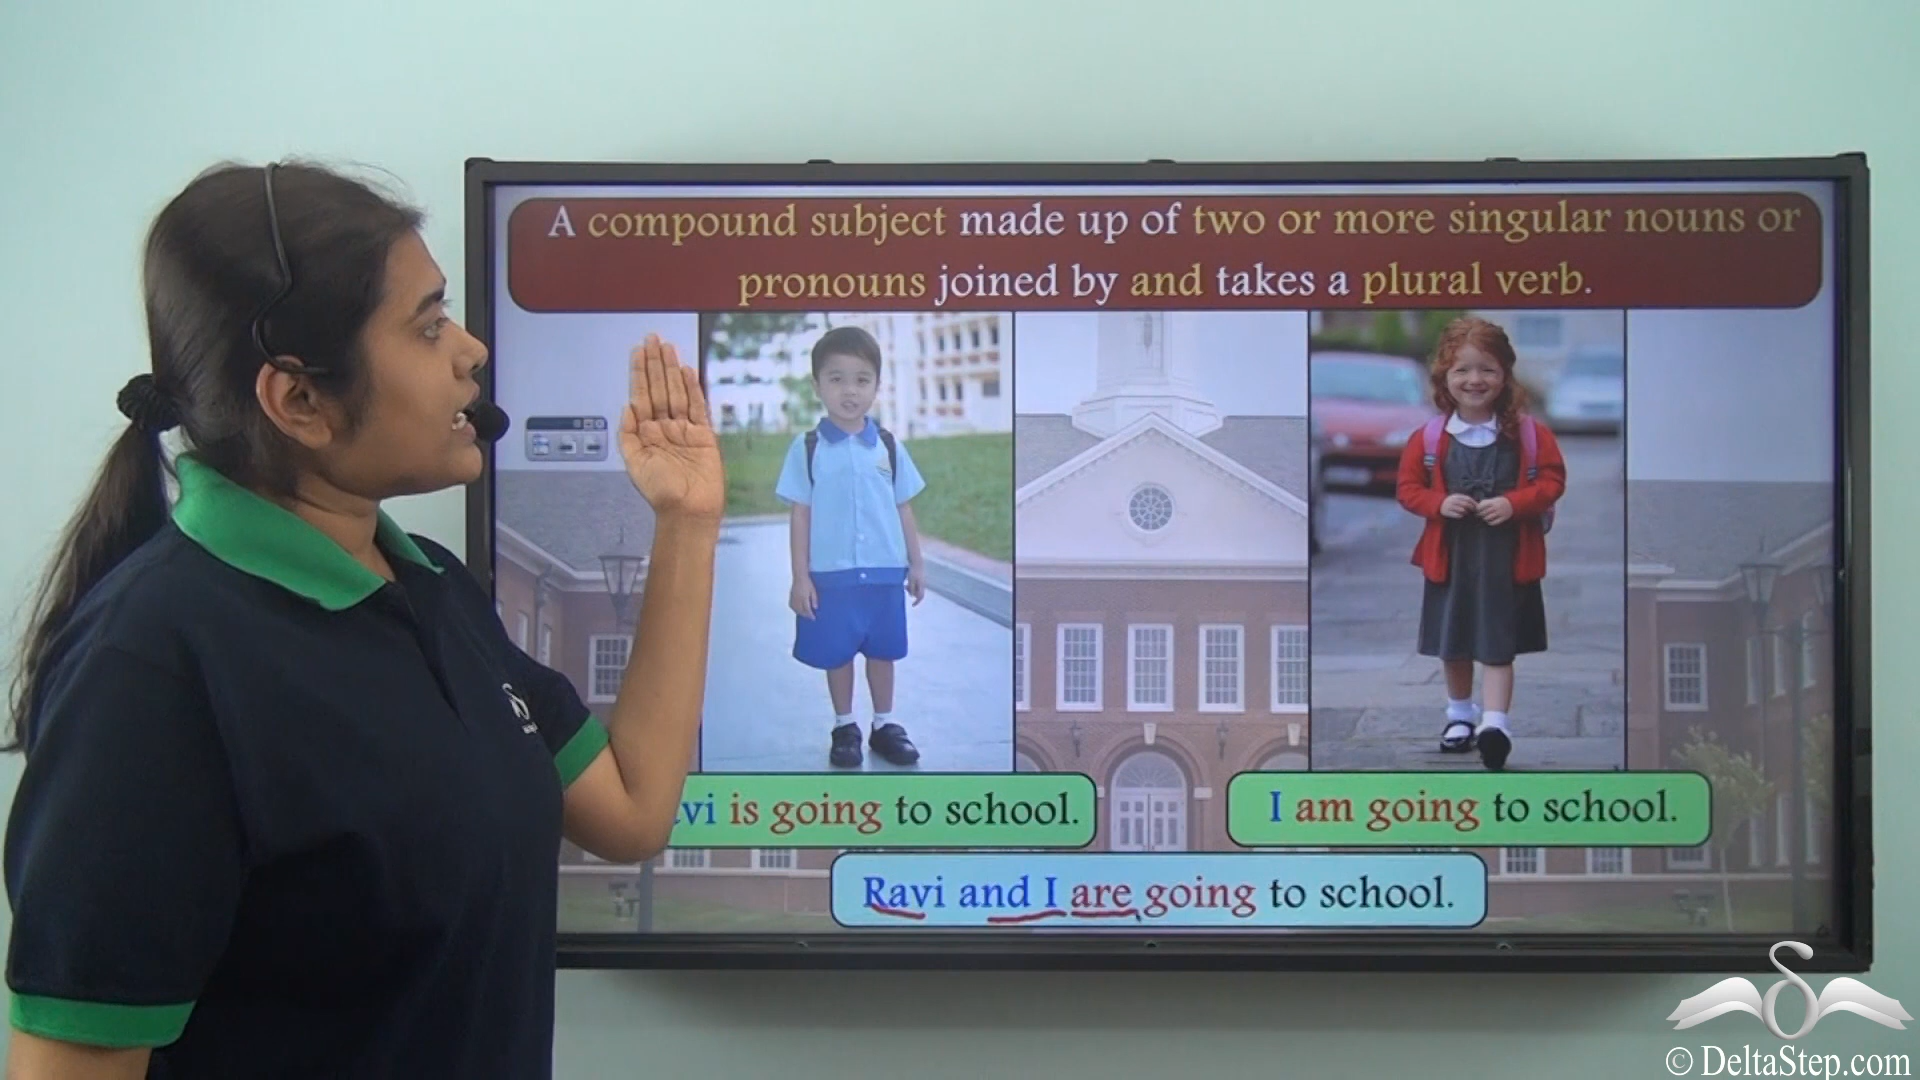 A compound subject made up of two or more singular nouns or
pronouns joined by and takes a plural verb.
is going to school.
I am going to school.
Ravi and I are going to school.
© DeltaStep.com